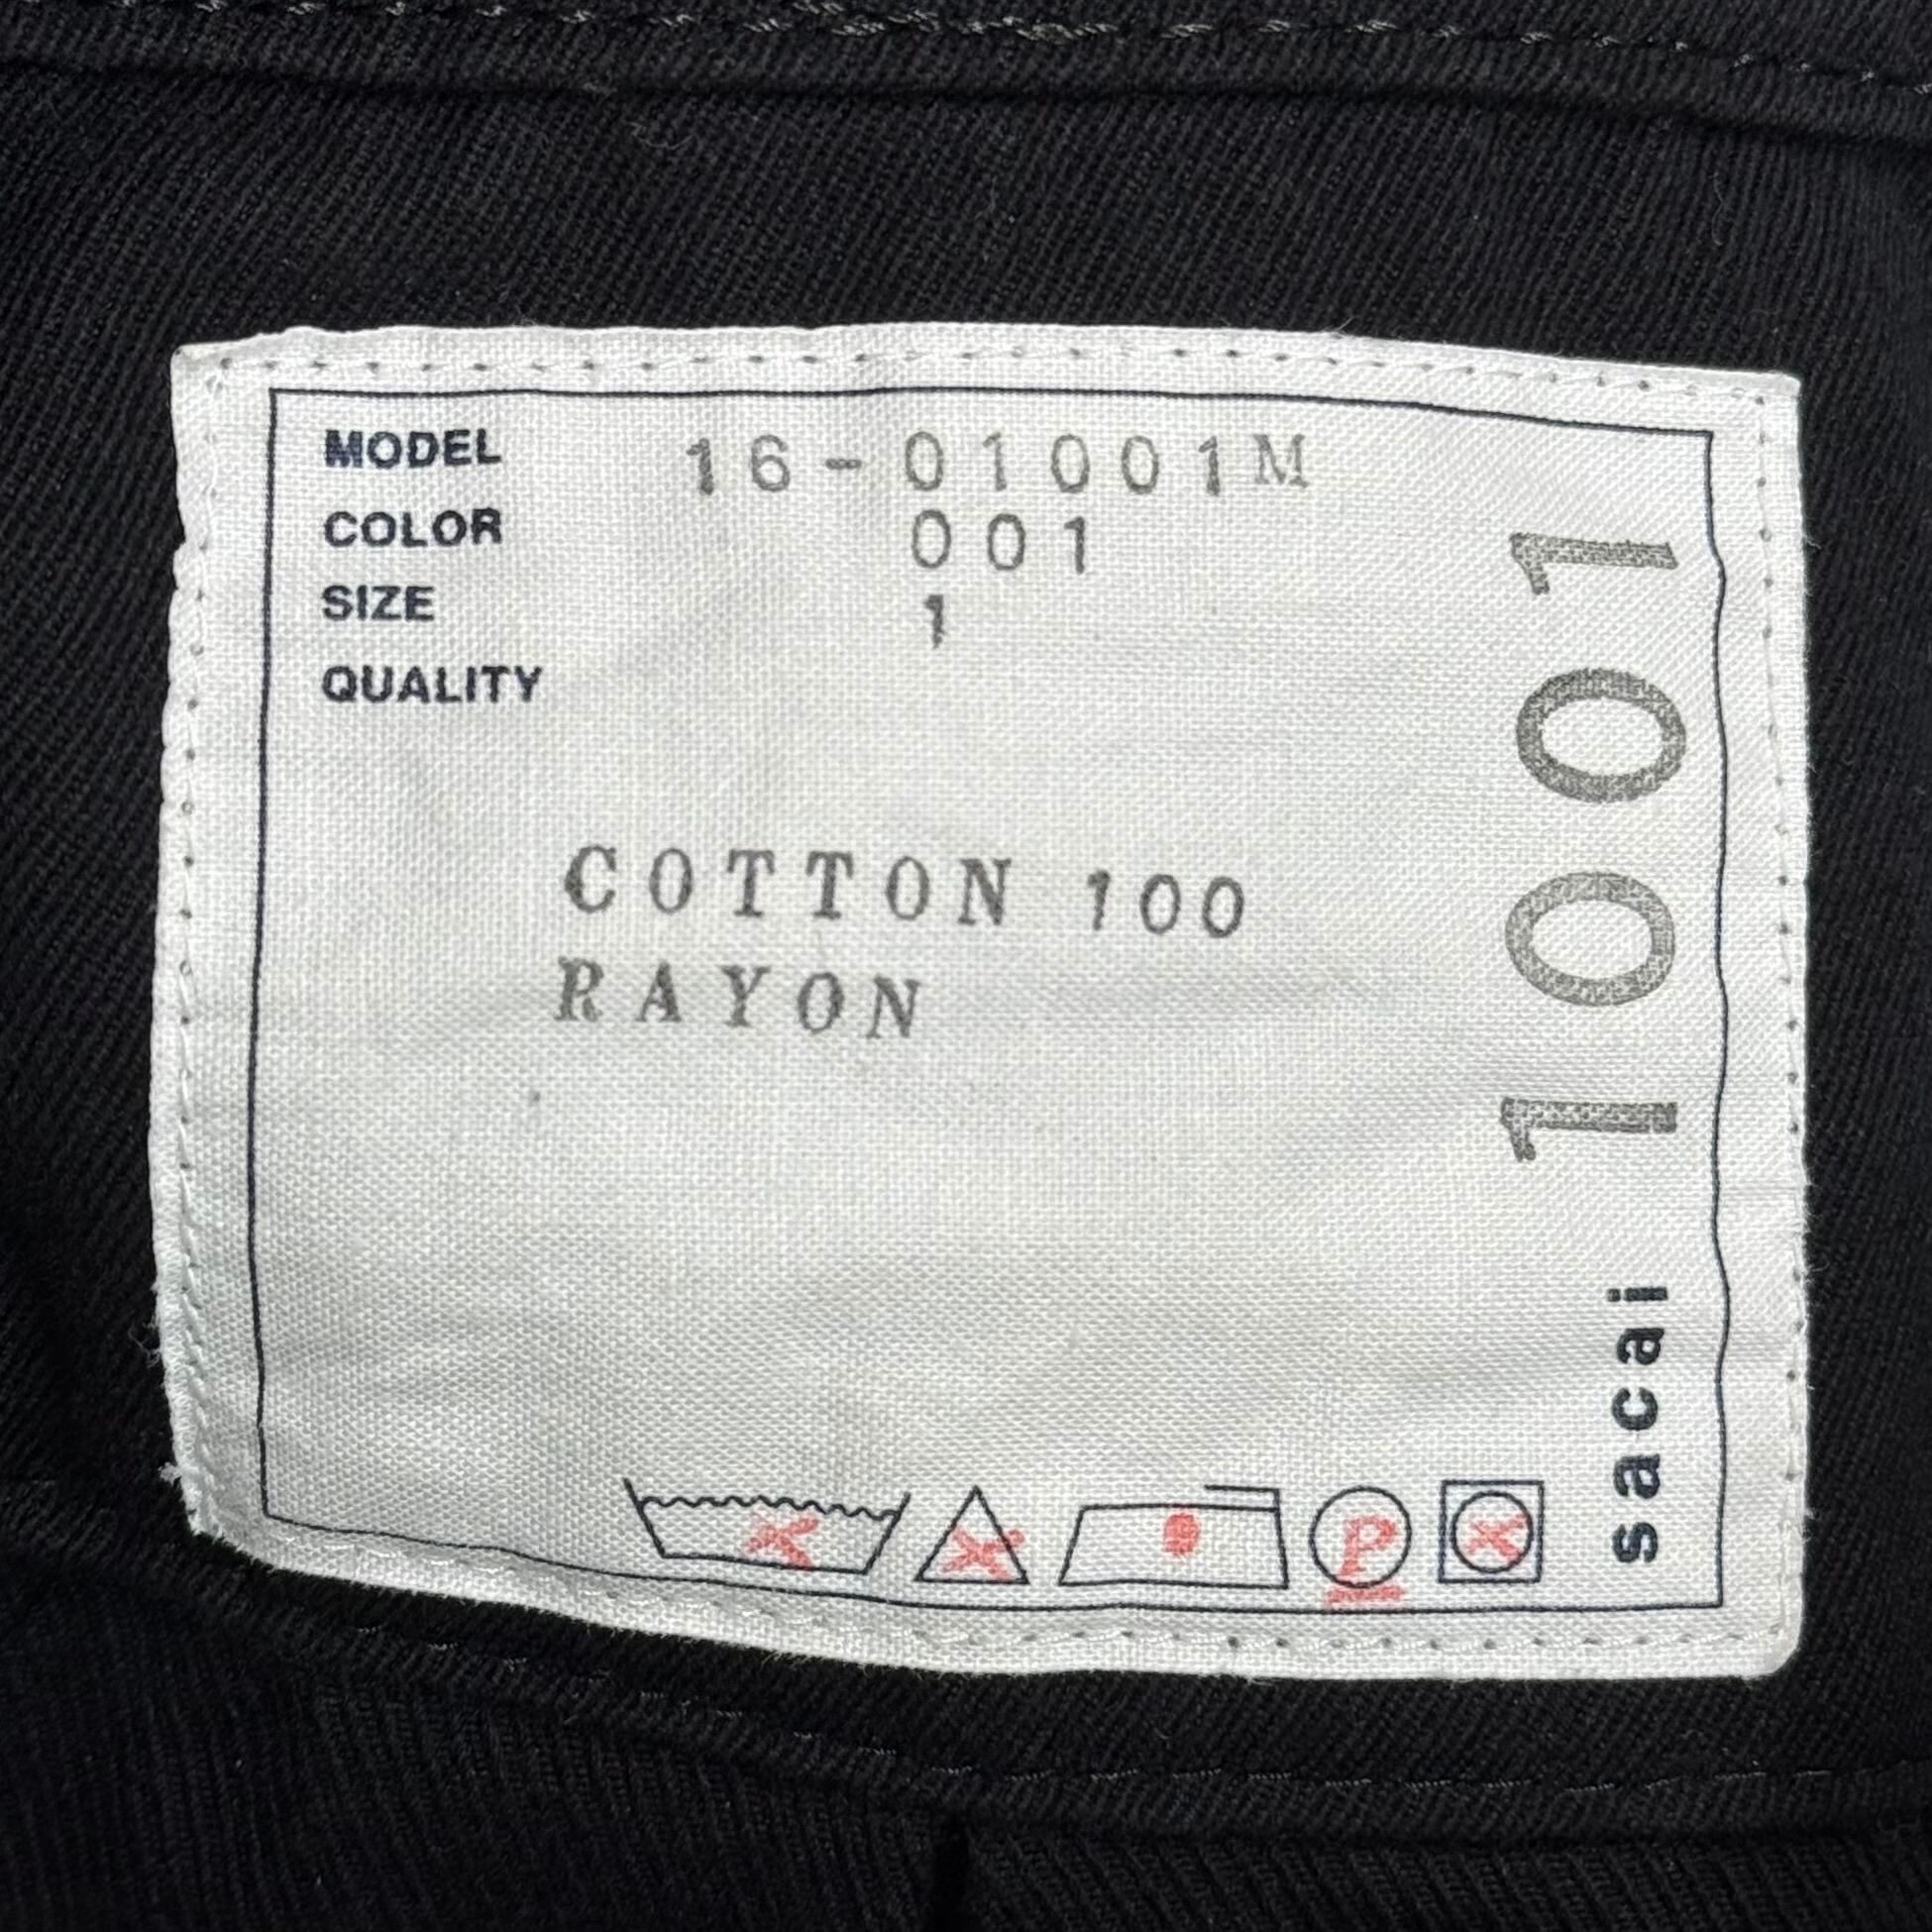 MODEL 16-01001M
COLOR 001
SIZE 1
QUALITY
COTTON 100
RAYON
P
sacai 1001